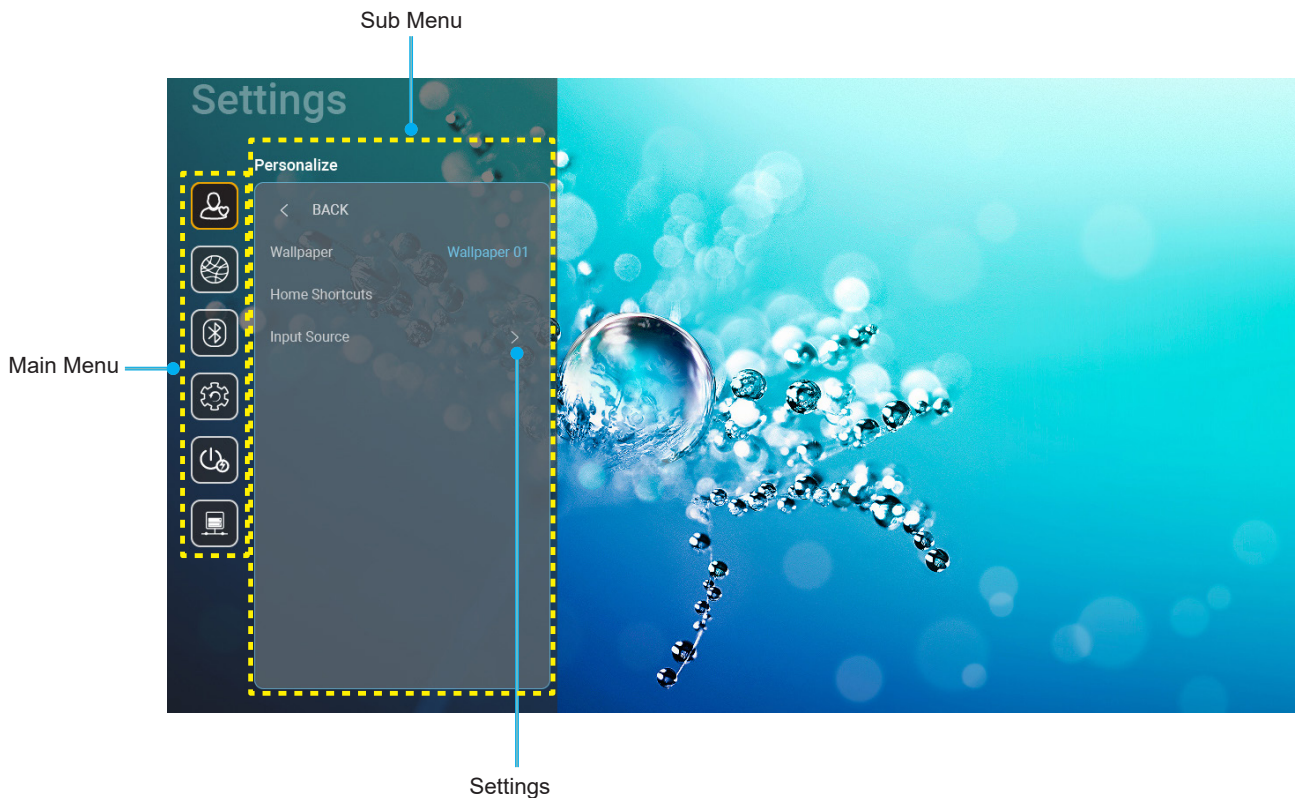 Sub Menu
Settings
Personalize
BACK
Wallpaper Wallpaper 01
Home Shortcuts
Input Source
Main Menu
Settings